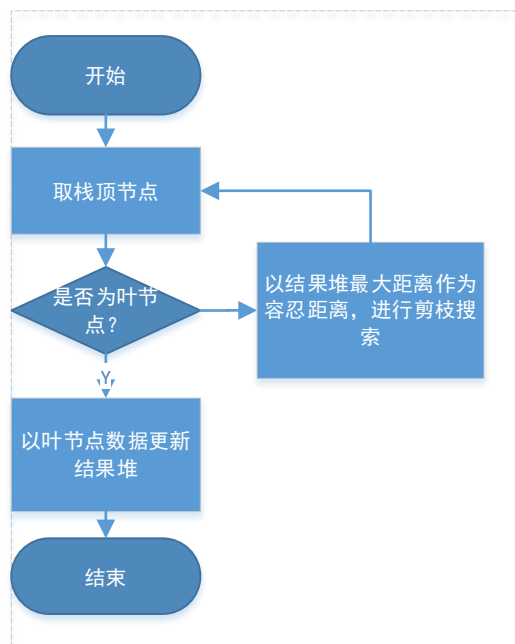 开始
取栈顶节点
是否为叶节
点？
以结果堆最大距离作为
容忍距离，进行剪枝搜
索
Y
以叶节点数据更新
结果堆
结束